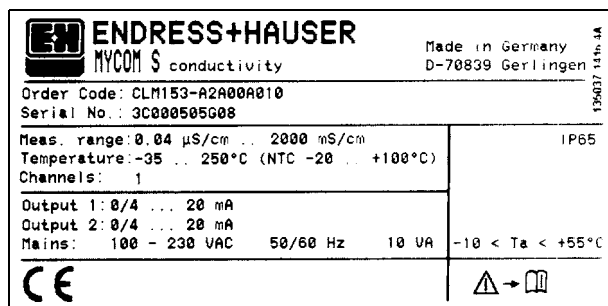 EH ENDRESS+HAUSER
MYCOM S conductivity
Made in Germany
D-70839 Gerlingen
Order Code: CLM153-A2A00A010
Serial No.: 3C000505G08
Meas. range: 0.04 µS/cm .. 2000 mS/cm
Temperature: -35 .. 250°C (NTC -20 .. +100°C)
Channels: 1
IP65
Output 1: 0/4 ... 20 mA
Output 2: 0/4 ... 20 mA
Mains: 100 - 230 VAC 50/60 Hz 10 VA
-10 < Ta < +55°C
CE